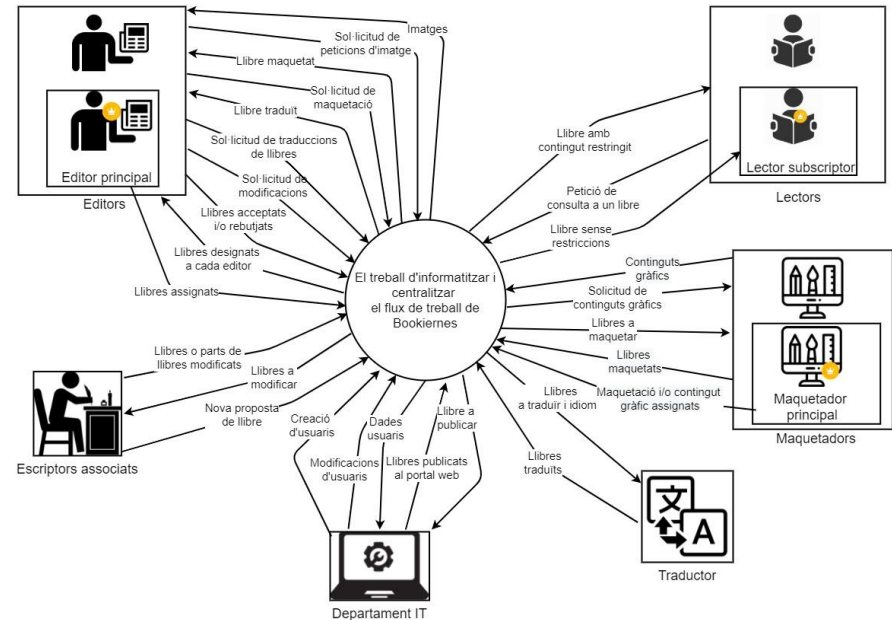 Imatges
Sol·licitud de
peticions d'imatge
Llibre maquetat
Sol·licitud de
maquetació
Llibre traduït
Sol·licitud de traduccions
de llibres
Sol·licitud de
modificacions
Llibres acceptats
i/o rebutjats
Llibres designats
a cada editor
Llibres assignats
Editor principal
Editors
Llibre amb
contingut restringit
Petició de
consulta a un llibre
Llibre sense
restriccions
Lector subscriptor
Lectors
El treball d'informatitzar i
centralitzar
el flux de treball de
Bookiernes
Continguts
gràfics
Solicitud de
continguts gràfics
Llibres a
maquetar
Llibres
maquetats
Maquetació i/o contingut
gràfic assignats
Maquetador
principal
Maquetadors
Llibres o parts de
llibres modificats
Llibres a
modificar
Nova proposta
de llibre
Escriptors associats
Creació
d'usuaris
Modificacions
d'usuaris
Dades
usuaris
Llibres publicats
al portal web
Llibre a
publicar
Departament IT
Llibres
a traduïr i idiom
Llibres
traduïts
文
A
Traductor